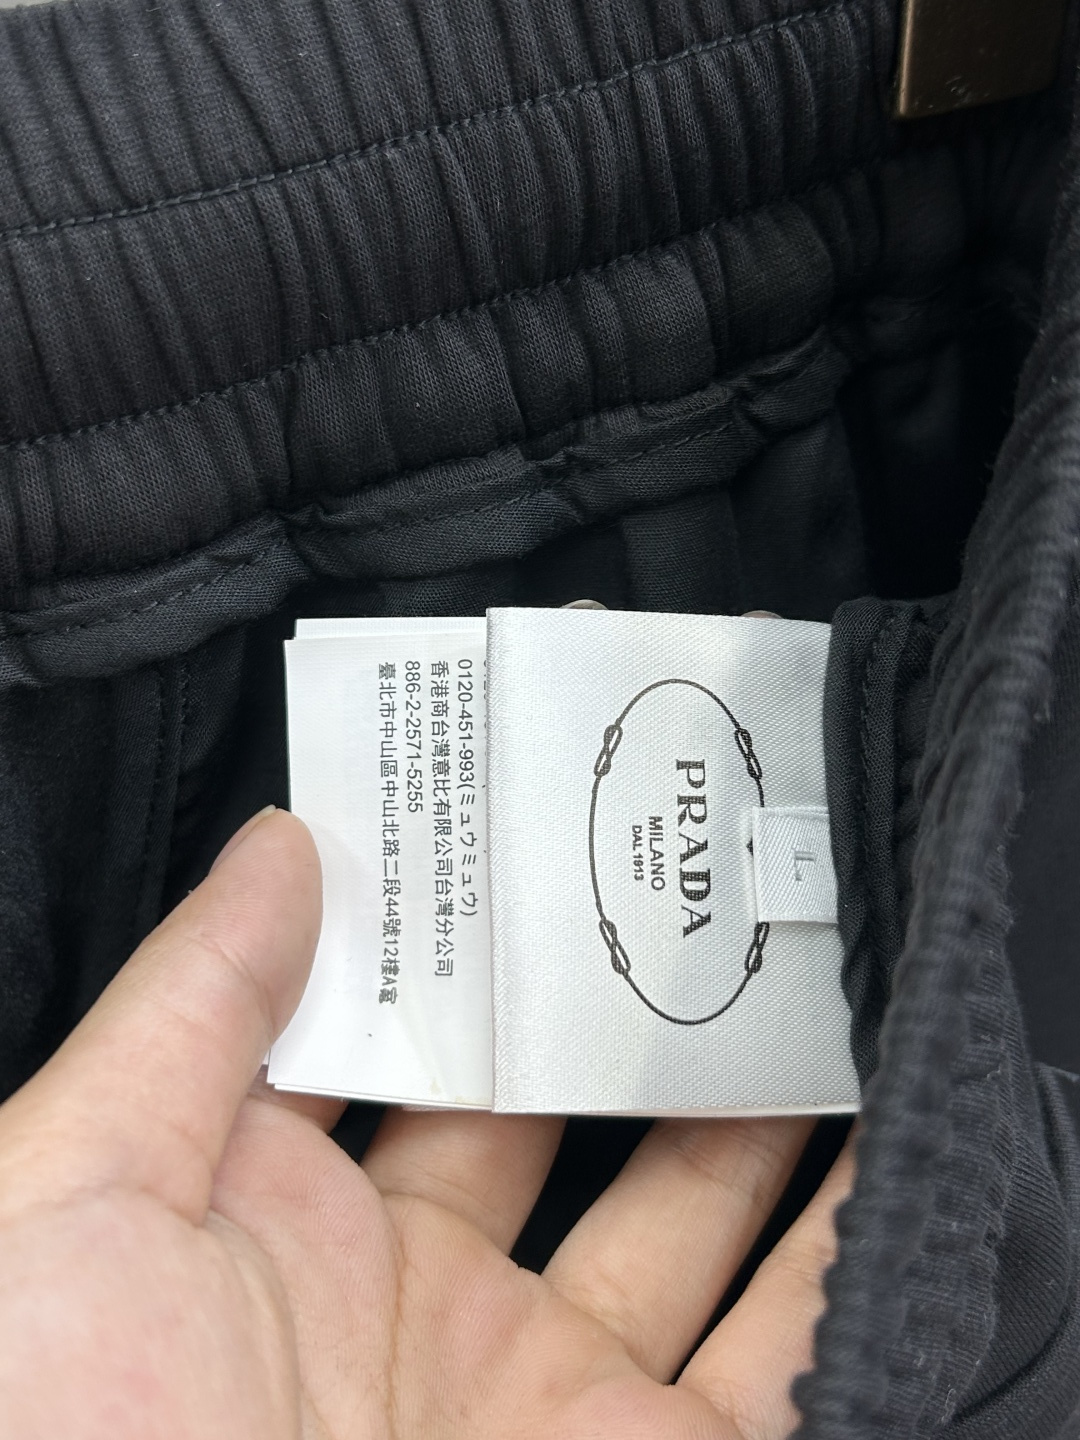 PRADA
MILANO
DAL 1913
L
0120-451-993(ミュウミュウ)
香港商台灣意比有限公司台灣分公司
886-2-2571-5255
臺北市中山區中山北路二段44號12樓A室